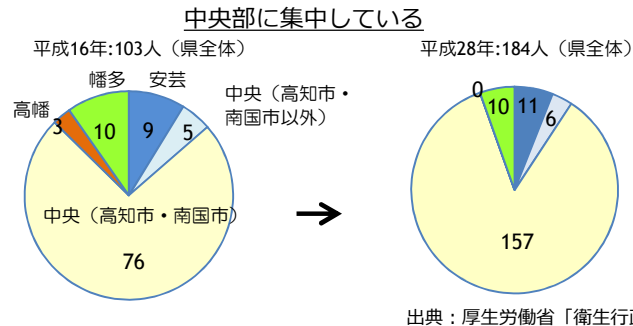 中央部に集中している
平成16年:103人（県全体）
平成28年:184人（県全体）
幡多
安芸
中央（高知市・
南国市以外）
高幡
3
10
9
5
中央（高知市・南国市）
76
0
10
11
6
157
出典：厚生労働省「衛生行